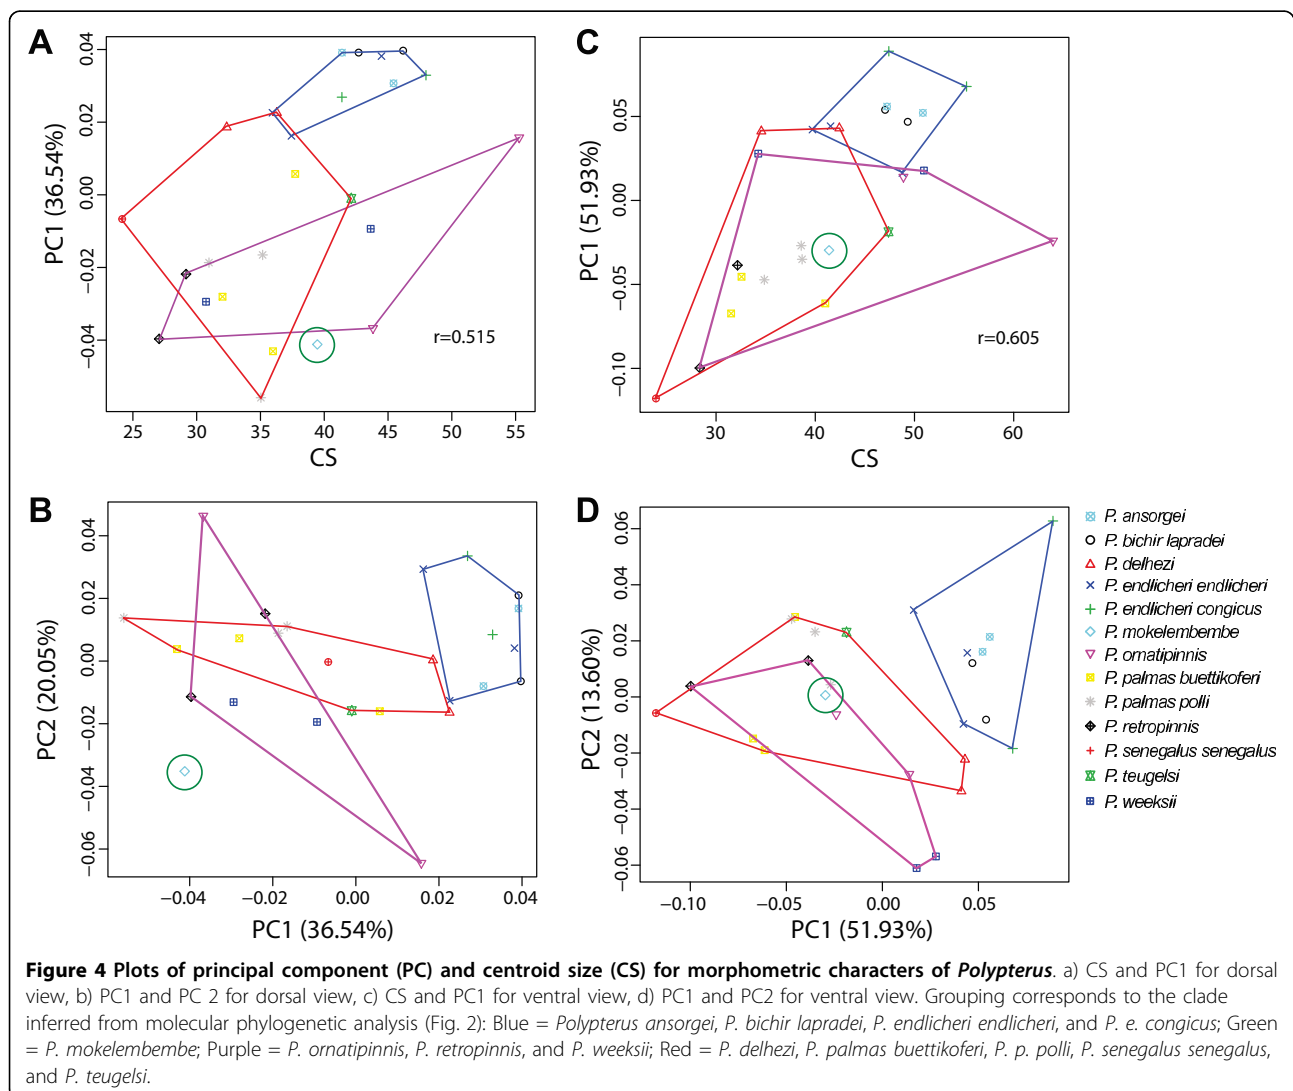 A
0.04
0.02
0.00
−0.02
−0.04
PC1 (36.54%)
r=0.515
25 30 35 40 45 50 55
CS
C
0.05
0.00
−0.05
−0.10
PC1 (51.93%)
r=0.605
30 40 50 60
CS
B
0.04
0.02
0.00
−0.02
−0.04
−0.06
PC2 (20.05%)
−0.04 −0.02 0.00 0.02 0.04
PC1 (36.54%)
D
0.06
0.04
0.02
0.00
−0.02
−0.04
−0.06
PC2 (13.60%)
−0.10 −0.05 0.00 0.05
PC1 (51.93%)
P. ansorgei
P. bichir lapradei
P. delhezi
P. endlicheri endlicheri
P. endlicheri congicus
P. mokelembembe
P. ornatipinnis
P. palmas buettikoferi
P. palmas polli
P. retropinnis
P. senegalus senegalus
P. teugelsi
P. weeksii
Figure 4 Plots of principal component (PC) and centroid size (CS) for morphometric characters of Polypterus. a) CS and PC1 for dorsal
view, b) PC1 and PC 2 for dorsal view, c) CS and PC1 for ventral view, d) PC1 and PC2 for ventral view. Grouping corresponds to the clade
inferred from molecular phylogenetic analysis (Fig. 2): Blue = Polypterus ansorgei, P. bichir lapradei, P. endlicheri endlicheri, and P. e. congicus; Green
= P. mokelembembe; Purple = P. ornatipinnis, P. retropinnis, and P. weeksii; Red = P. delhezi, P. palmas buettikoferi, P. p. polli, P. senegalus senegalus,
and P. teugelsi.